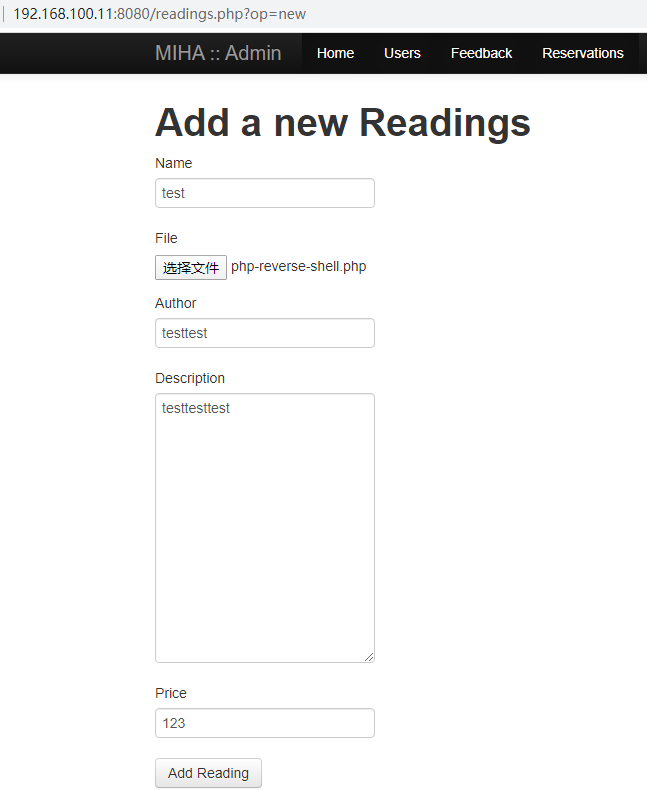 192.168.100.11:8080/readings.php?op=new
MIHA :: Admin Home Users Feedback Reservations
Add a new Readings
Name
test
File
选择文件 php-reverse-shell.php
Author
testtest
Description
testtesttest
Price
123
Add Reading